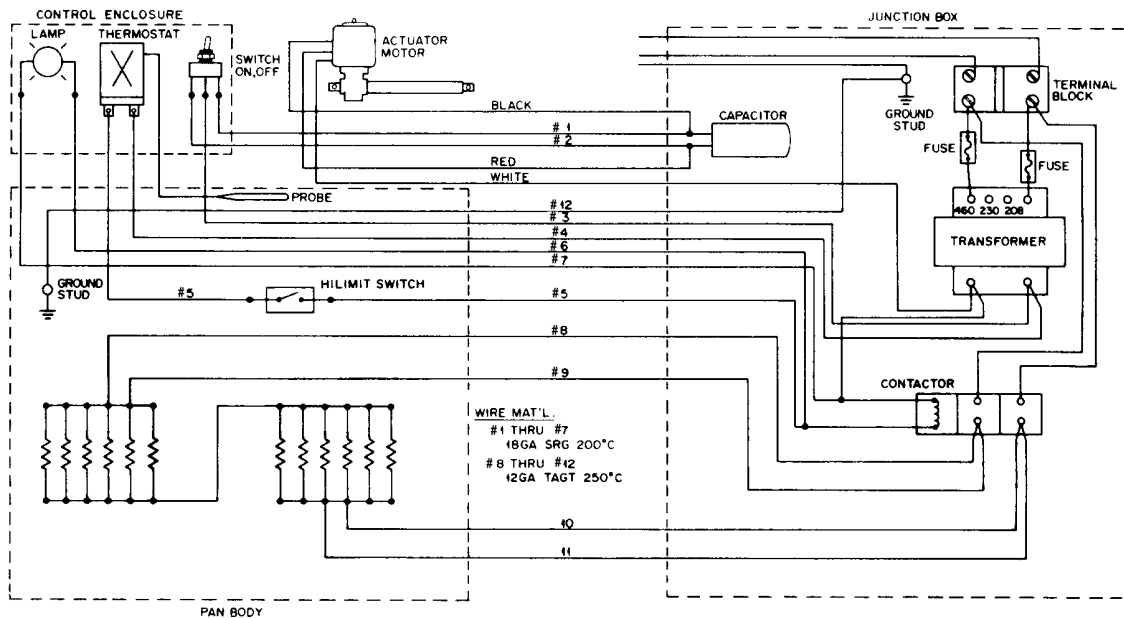 CONTROL ENCLOSURE
LAMP
THERMOSTAT
SWITCH
ON,OFF
ACTUATOR
MOTOR
JUNCTION BOX
TERMINAL
BLOCK
GROUND
STUD
BLACK
CAPACITOR
#1
#2
RED
WHITE
FUSE
FUSE
PROBE
#12
#3
#4
#6
#7
460 230 208
TRANSFORMER
GROUND
STUD
#5
HILIMIT SWITCH
#5
#8
#9
CONTACTOR
WIRE MAT'L.
#1 THRU #7
18GA SRG 200°C
#8 THRU #12
12GA TAGT 250°C
10
11
PAN BODY